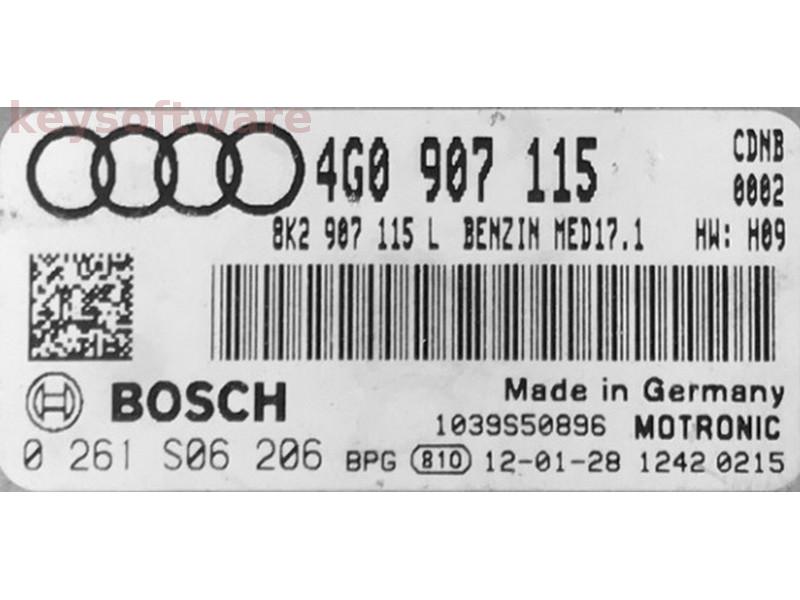 keysoftware
4G0 907 115
CDNB
0002
8K2 907 115 L BENZIN MED17.1 HW: H09
BOSCH
Made in Germany
1039S50896 MOTRONIC
0 261 S06 206 BPG 810 12-01-28 1242 0215